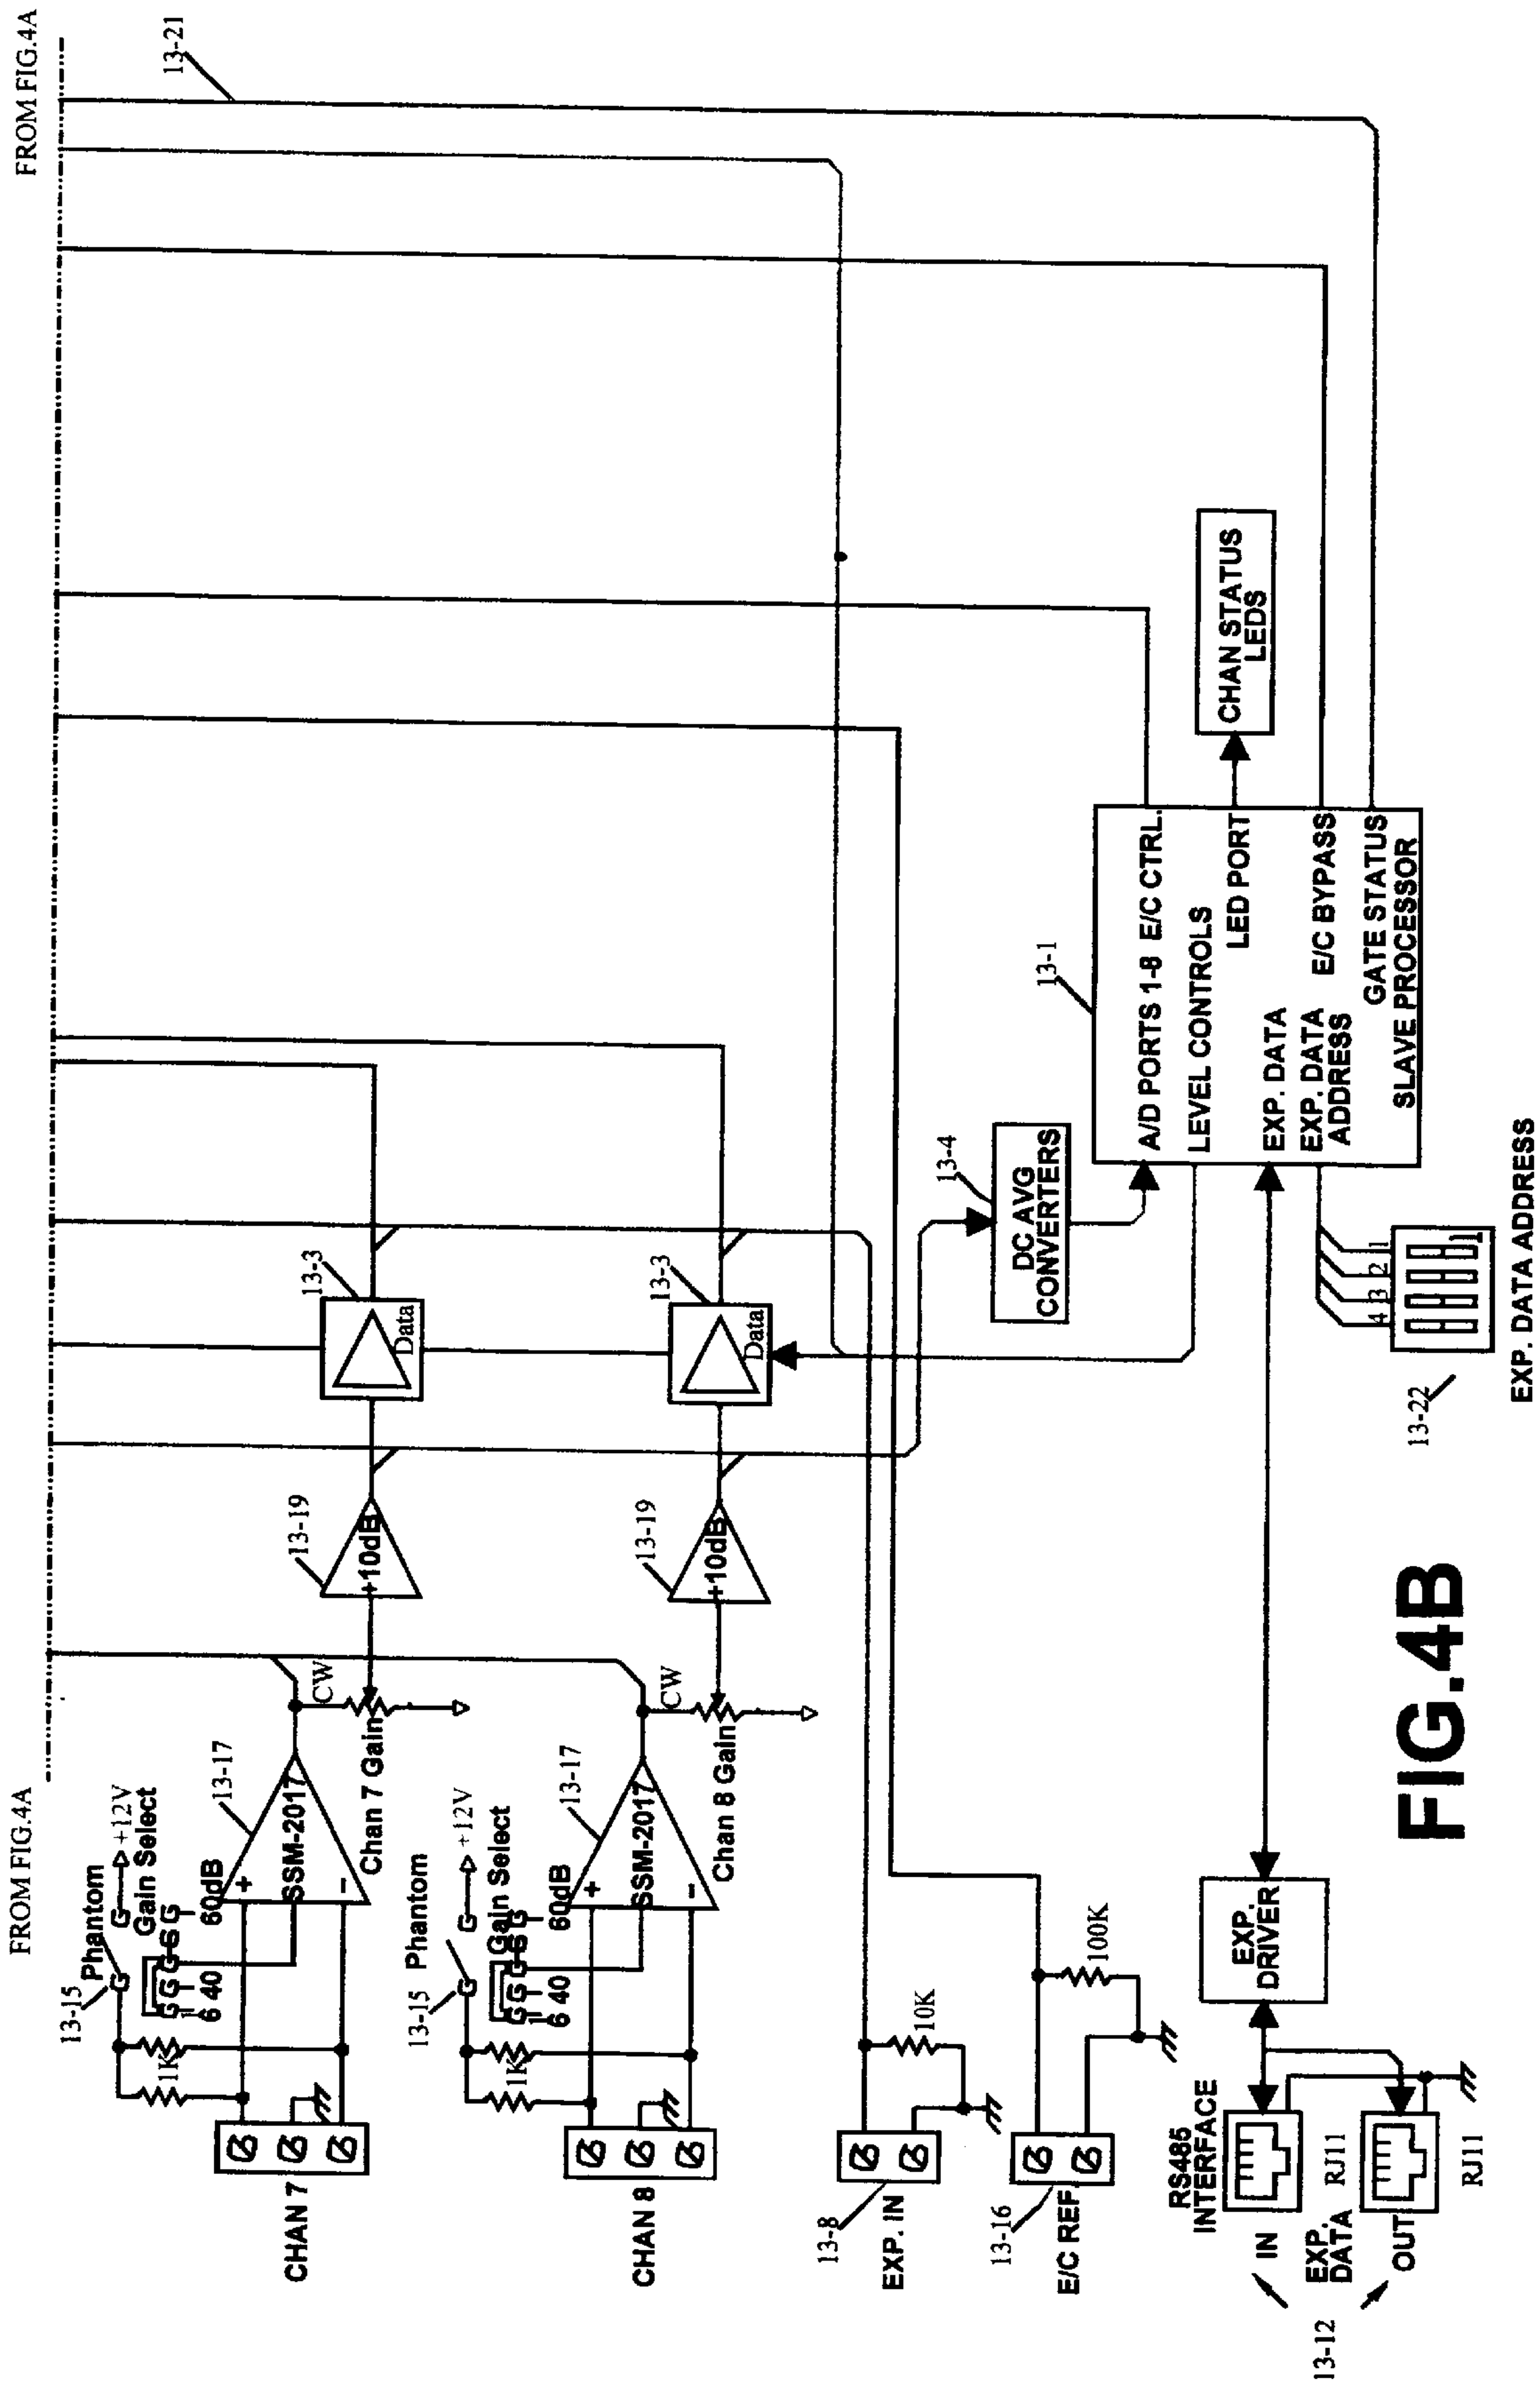 FROM FIG.4A
FROM FIG.4A
13-21
13-15
Phantom
+12V
Gain Select
6 40
60dB
1K
+
SSM-2017
-
13-17
CW
Chan 7 Gain
CHAN 7
13-19
+10dB
13-3
Data
13-15
Phantom
+12V
Gain Select
6 40
60dB
1K
+
SSM-2017
-
13-17
CW
Chan 8 Gain
CHAN 8
13-19
+10dB
13-3
Data
13-8
EXP. IN
10K
13-16
E/C REF
100K
13-4
DC AVG
CONVERTERS
13-1
A/D PORTS 1-8 E/C CTRL.
LEVEL CONTROLS
LED PORT
EXP. DATA
EXP. DATA
ADDRESS
E/C BYPASS
GATE STATUS
SLAVE PROCESSOR
CHAN STATUS
LEDS
RS485
INTERFACE
IN
RJ11
EXP.
DATA
OUT
RJ11
13-12
EXP.
DRIVER
4 3 2 1
13-22
EXP. DATA ADDRESS
FIG.4B